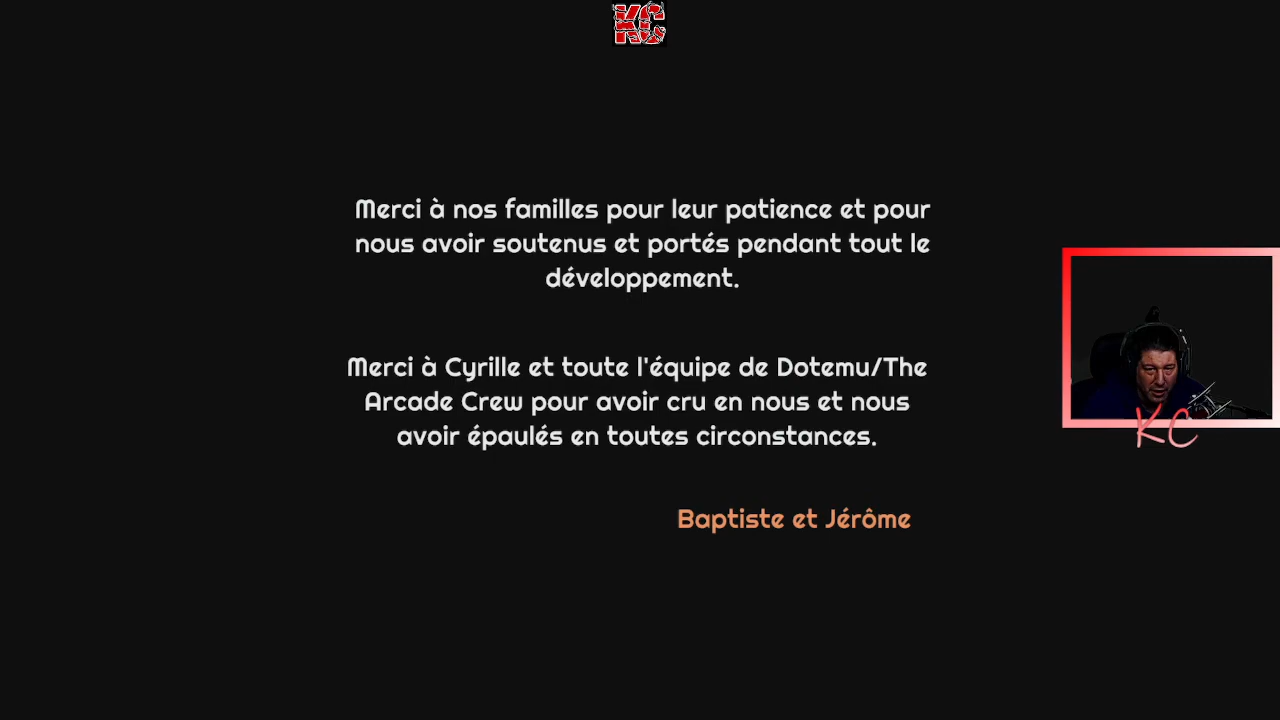 KC
Merci à nos familles pour leur patience et pour
nous avoir soutenus et portés pendant tout le
développement.
Merci à Cyrille et toute l'équipe de Dotemu/The
Arcade Crew pour avoir cru en nous et nous
avoir épaulés en toutes circonstances.
Baptiste et Jérôme
KC